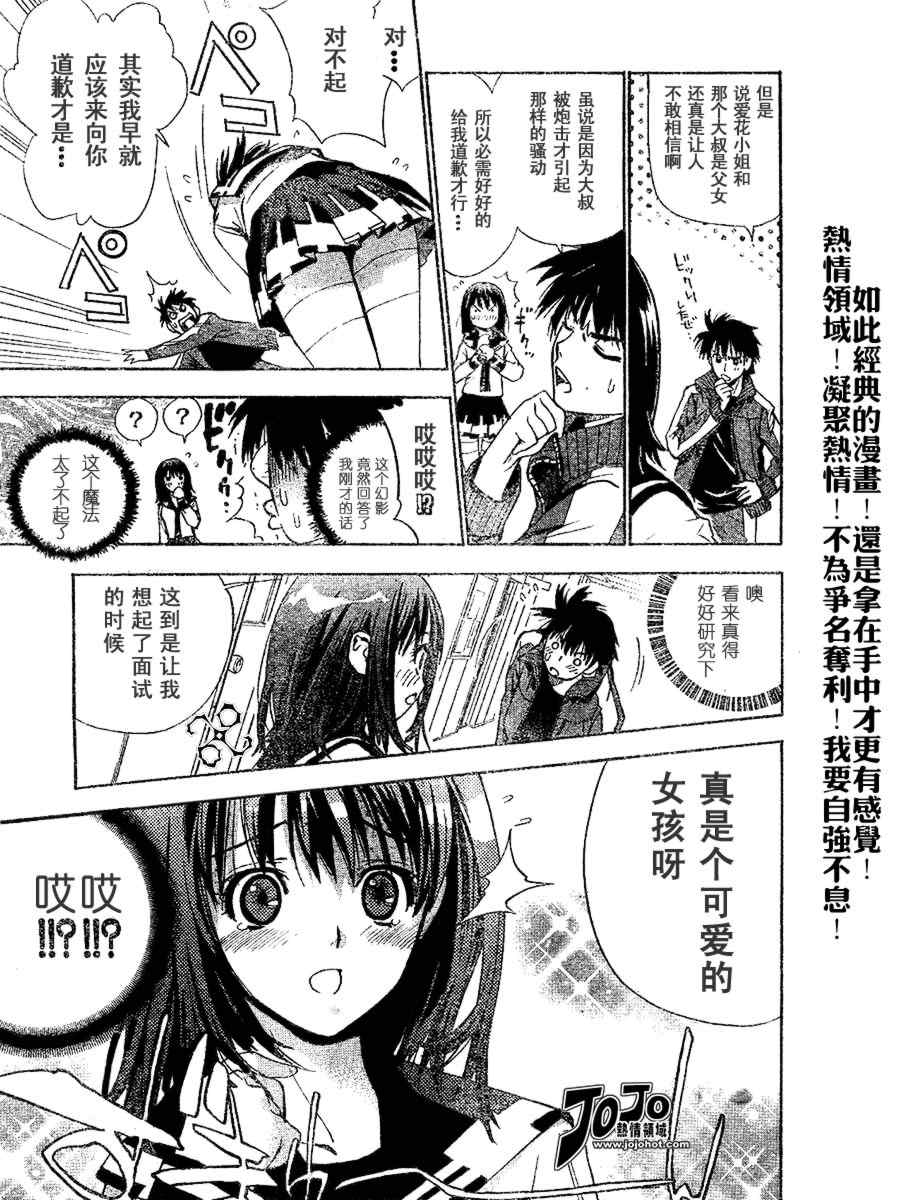 但是
说爱花小姐和
那个大叔是父女
还真是让人
不敢相信啊
ビックリ
虽说是因为大叔
被炮击才引起
那样的骚动
所以必需好好的
给我道歉才行…
对…
对不起
ペコ
其实我早就
应该来向你
道歉才是…
ペコ
哎哎哎!?
这个幻影
竟然回答了
我刚才的话
?
?
这个魔法
太了不起了
噢
看来真得
好好研究下
这到是让我
想起了面试
的时候
真是个可爱的
女孩呀
哎哎
!!?!!?
如此經典的漫畫！還是拿在手中才更有感覺！
熱情領域！凝聚熱情！不為爭名奪利！我要自強不息！
JOJO
熱情領域
www.jojohot.com